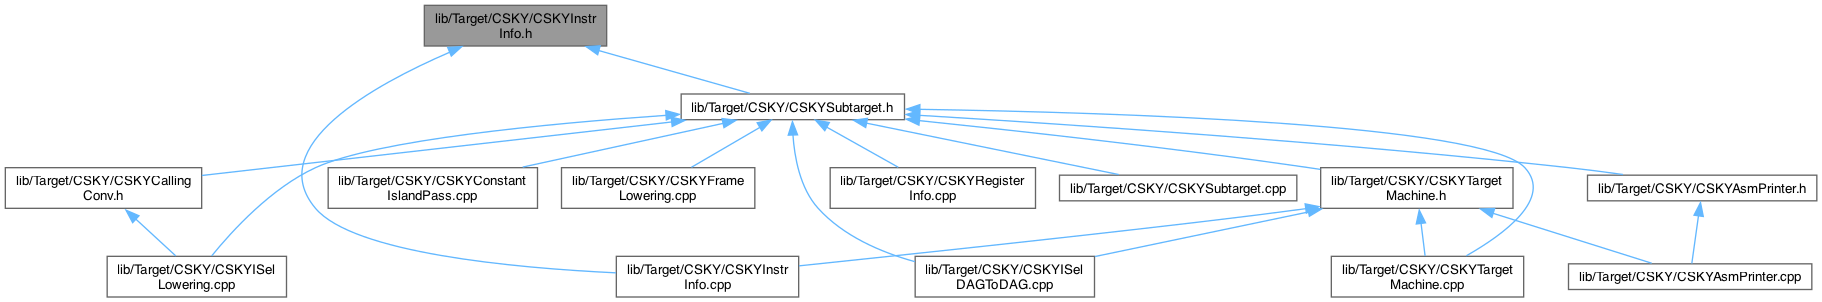 lib/Target/CSKY/CSKYInstr
Info.h
lib/Target/CSKY/CSKYSubtarget.h
lib/Target/CSKY/CSKYCalling
Conv.h
lib/Target/CSKY/CSKYConstant
IslandPass.cpp
lib/Target/CSKY/CSKYFrame
Lowering.cpp
lib/Target/CSKY/CSKYRegister
Info.cpp
lib/Target/CSKY/CSKYSubtarget.cpp
lib/Target/CSKY/CSKYTarget
Machine.h
lib/Target/CSKY/CSKYAsmPrinter.h
lib/Target/CSKY/CSKYISel
Lowering.cpp
lib/Target/CSKY/CSKYInstr
Info.cpp
lib/Target/CSKY/CSKYISel
DAGToDAG.cpp
lib/Target/CSKY/CSKYTarget
Machine.cpp
lib/Target/CSKY/CSKYAsmPrinter.cpp